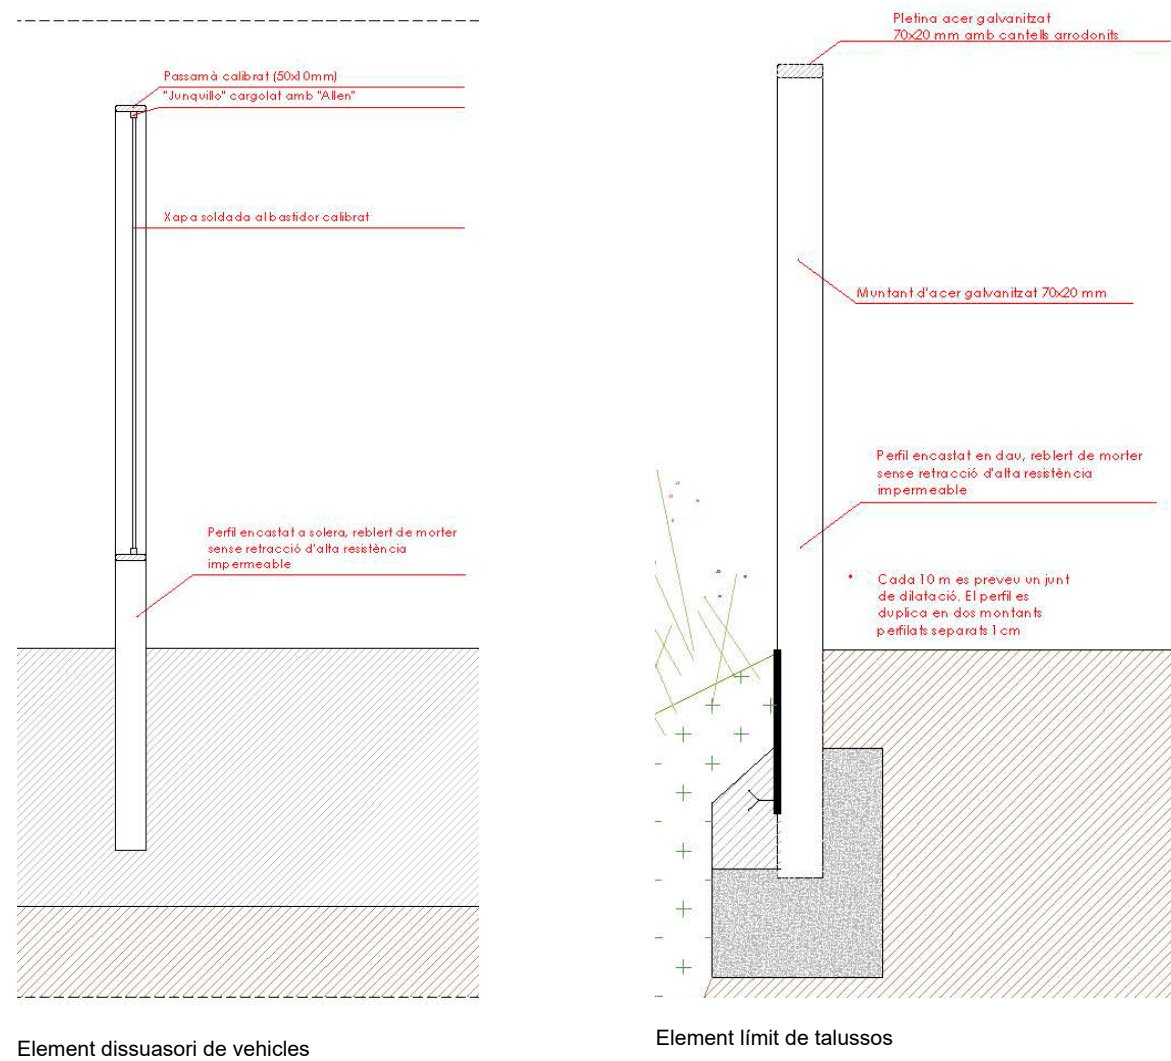 Passamà calibrat (50x10mm)
"Junquillo" cargolat amb "Allen"
Xapa soldada al bastidor calibrat
Perfil encastat a solera, reblert de morter
sense retracció d'alta resistència
impermeable
Element dissuasori de vehicles
Pletina acer galvanitzat
70x20 mm amb cantells arrodonits
Muntant d'acer galvanitzat 70x20 mm
Perfil encastat en dau, reblert de morter
sense retracció d'alta resistència
impermeable
Cada 10 m es preveu un junt
de dilatació. El perfil es
duplica en dos montants
perfilats separats 1 cm
Element límit de talussos